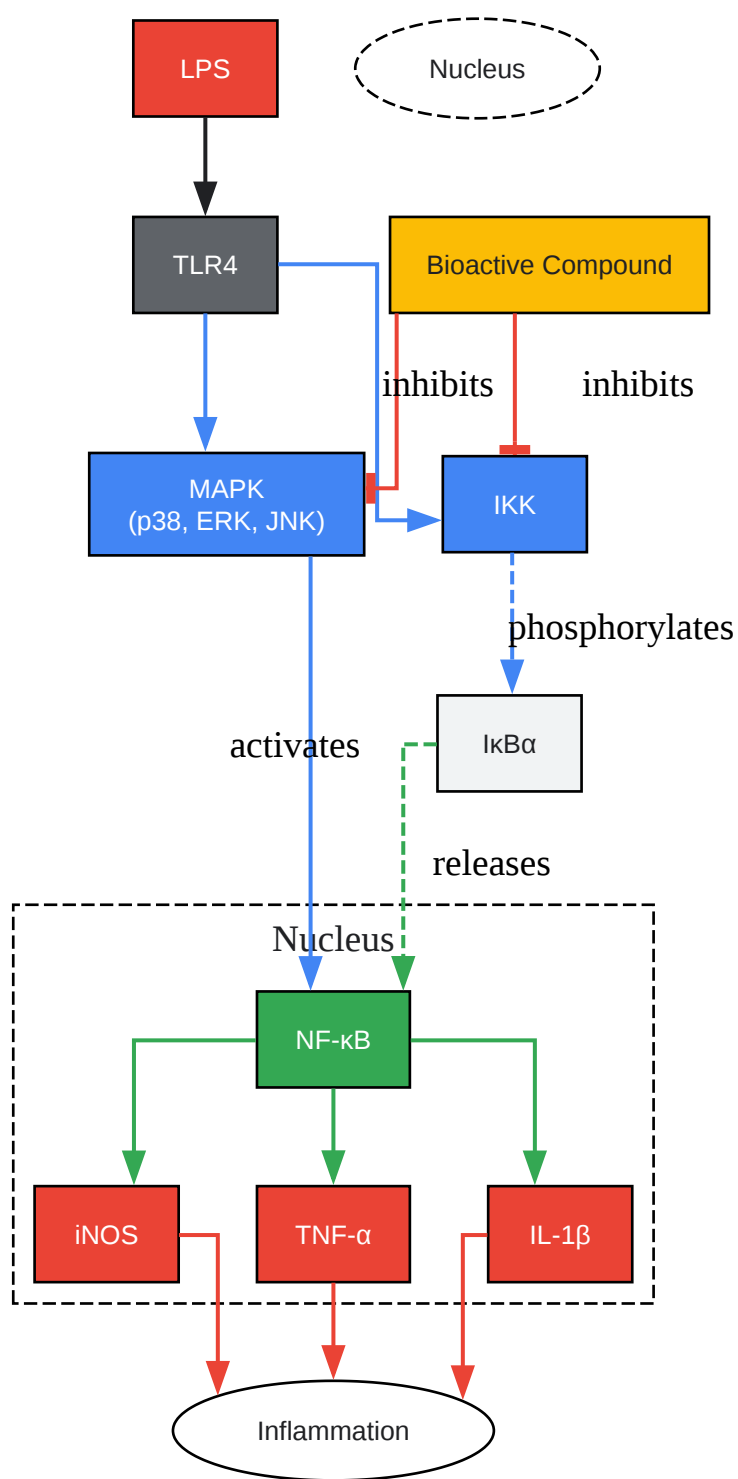 LPS
Nucleus
TLR4
Bioactive Compound
inhibits
inhibits
MAPK
(p38, ERK, JNK)
IKK
phosphorylates
IκBα
activates
releases
Nucleus
NF-κB
iNOS
TNF-α
IL-1β
Inflammation